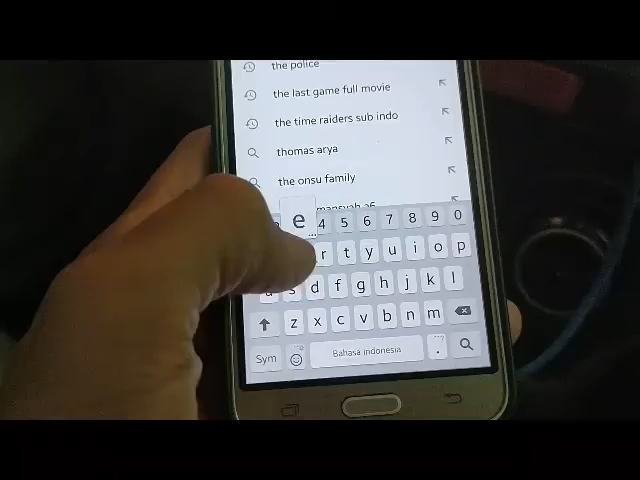 the police
the last game full movie
the time raiders sub indo
thomas arya
the onsu family
e
4 5 6 7 8 9 0
r t y u i o p
s d f g h j k l
z x c v b n m
Sym Bahasa Indonesia .